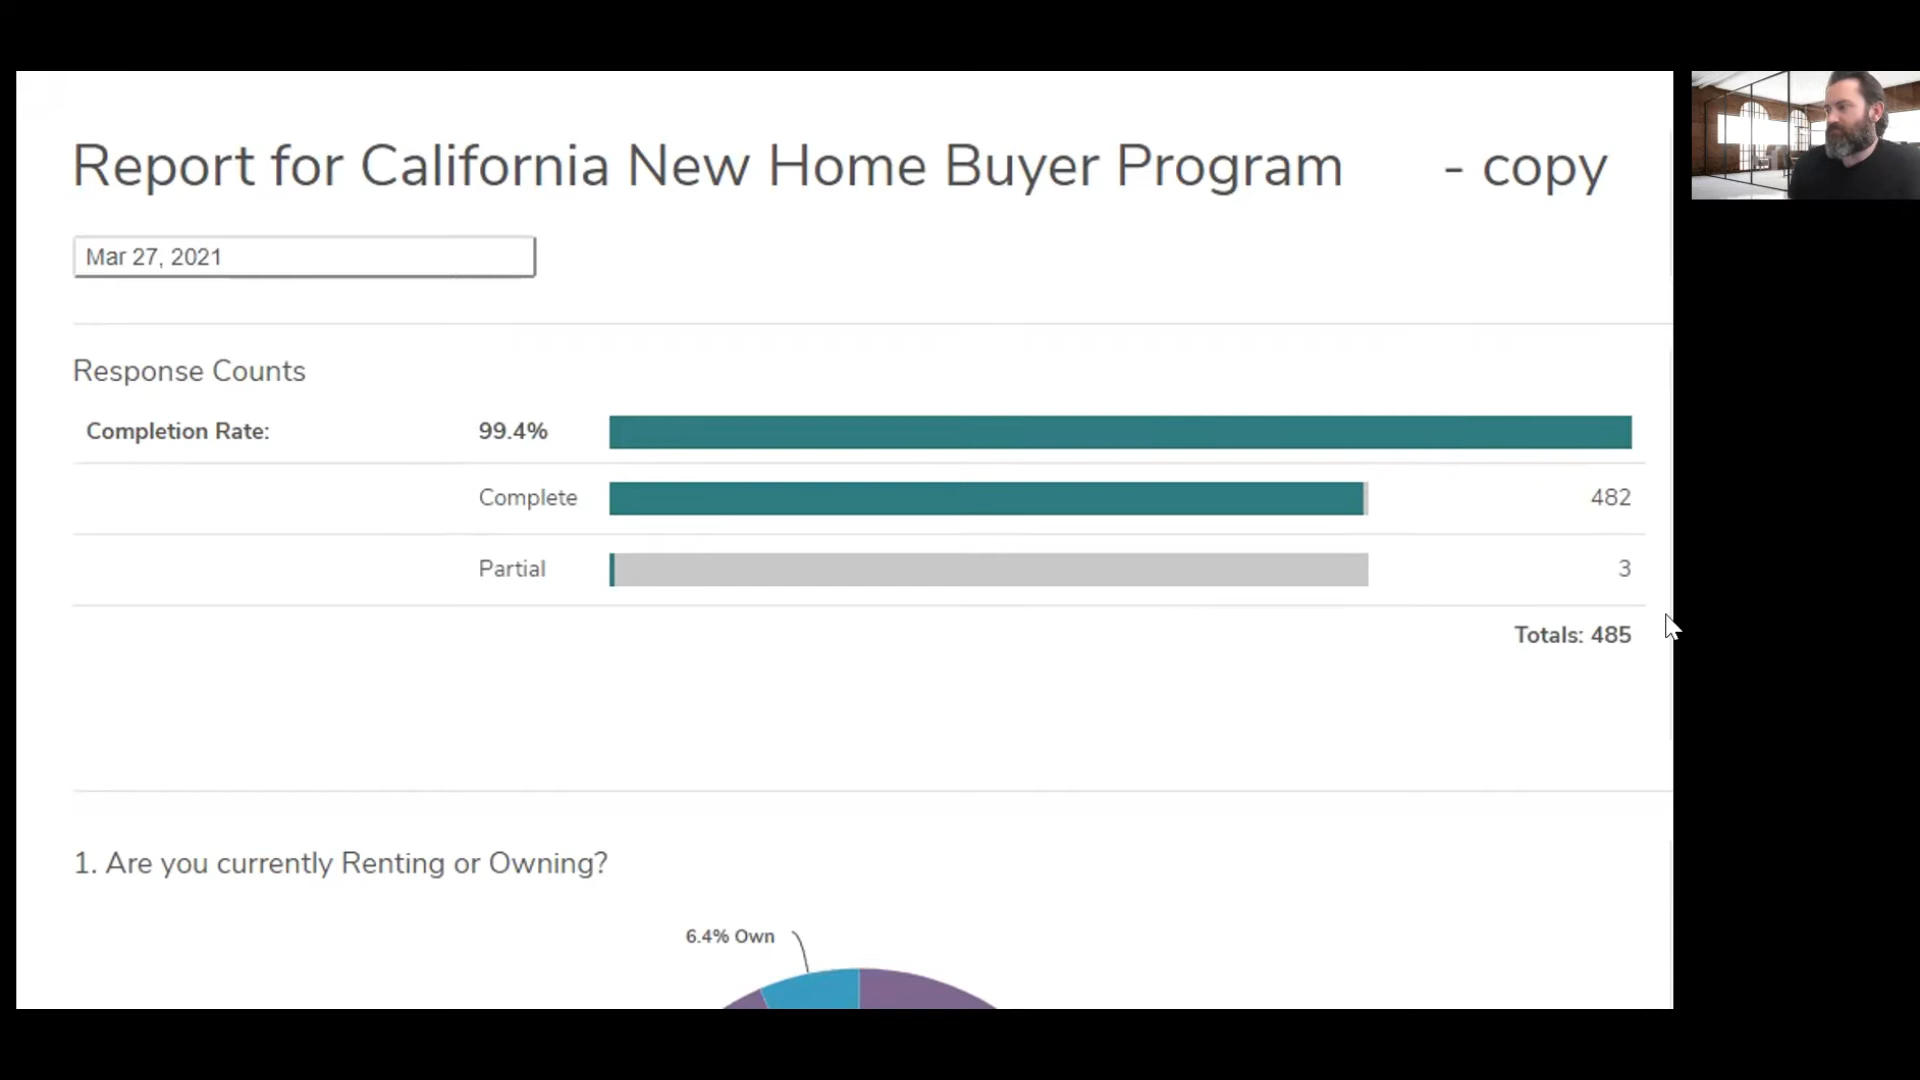 Report for California New Home Buyer Program - copy
Mar 27, 2021
Response Counts
Completion Rate: 99.4%
Complete 482
Partial 3
Totals: 485
1. Are you currently Renting or Owning?
6.4% Own